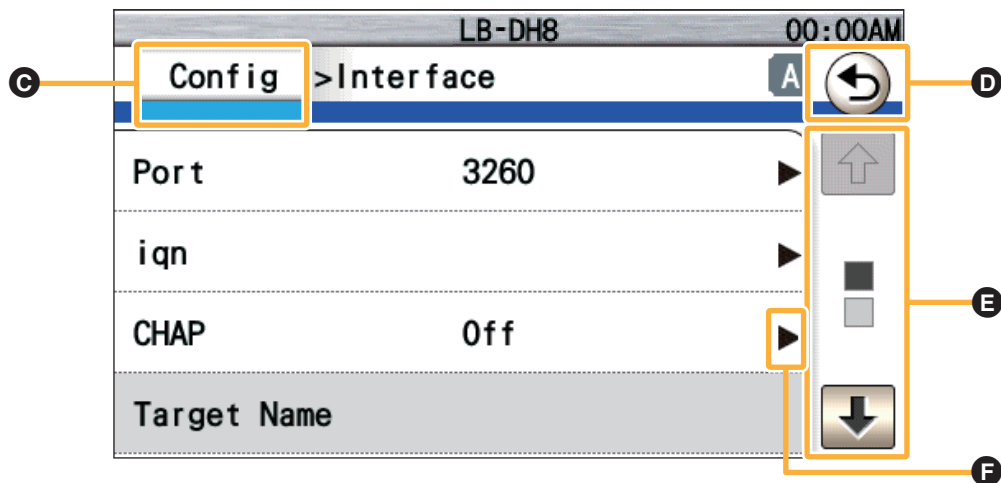 LB-DH8 00:00AM
C Config >Interface A D
Port 3260
iqn
E
CHAP Off
Target Name
F